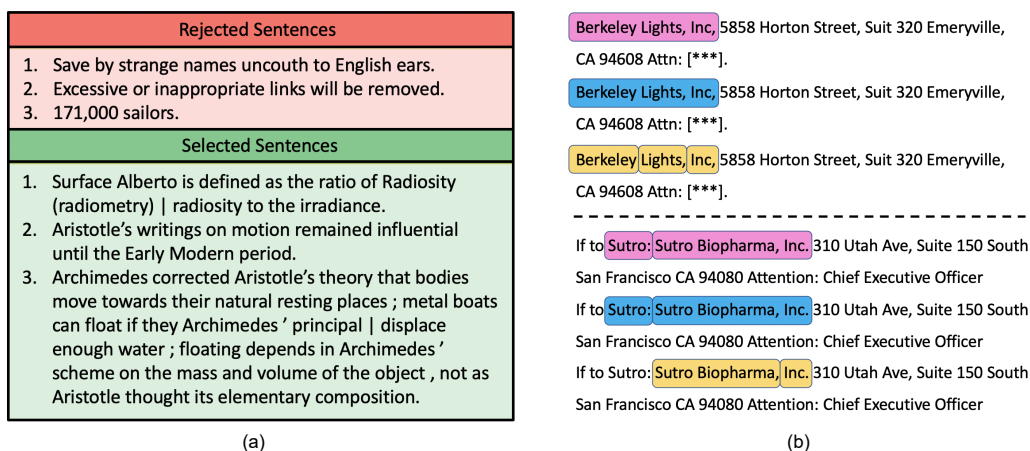 Rejected Sentences
1. Save by strange names uncouth to English ears.
2. Excessive or inappropriate links will be removed.
3. 171,000 sailors.
Selected Sentences
1. Surface Alberto is defined as the ratio of Radiosity
(radiometry) | radiosity to the irradiance.
2. Aristotle’s writings on motion remained influential
until the Early Modern period.
3. Archimedes corrected Aristotle’s theory that bodies
move towards their natural resting places ; metal boats
can float if they Archimedes ’ principal | displace
enough water ; floating depends in Archimedes ’
scheme on the mass and volume of the object , not as
Aristotle thought its elementary composition.
(a)
Berkeley Lights, Inc, 5858 Horton Street, Suit 320 Emeryville,
CA 94608 Attn: [***].
Berkeley Lights, Inc, 5858 Horton Street, Suit 320 Emeryville,
CA 94608 Attn: [***].
Berkeley Lights, Inc, 5858 Horton Street, Suit 320 Emeryville,
CA 94608 Attn: [***].
If to Sutro: Sutro Biopharma, Inc. 310 Utah Ave, Suite 150 South
San Francisco CA 94080 Attention: Chief Executive Officer
If to Sutro: Sutro Biopharma, Inc. 310 Utah Ave, Suite 150 South
San Francisco CA 94080 Attention: Chief Executive Officer
If to Sutro: Sutro Biopharma, Inc. 310 Utah Ave, Suite 150 South
San Francisco CA 94080 Attention: Chief Executive Officer
(b)